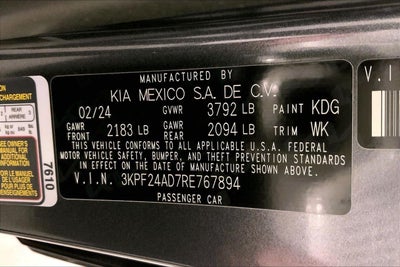 MANUFACTURED BY
KIA MEXICO S.A. DE C.V.
02/24 GVWR 3792 LB PAINT KDG
GAWR FRONT 2183 LB GAWR REAR 2094 LB TRIM WK
THIS VEHICLE CONFORMS TO ALL APPLICABLE U.S.A. FEDERAL
MOTOR VEHICLE SAFETY, BUMPER, AND THEFT PREVENTION STANDARDS
IN EFFECT ON THE DATE OF MANUFACTURE SHOWN ABOVE.
V.I.N. 3KPF24AD7RE767894
PASSENGER CAR
V.I.
REAR
ARRIERE
7610